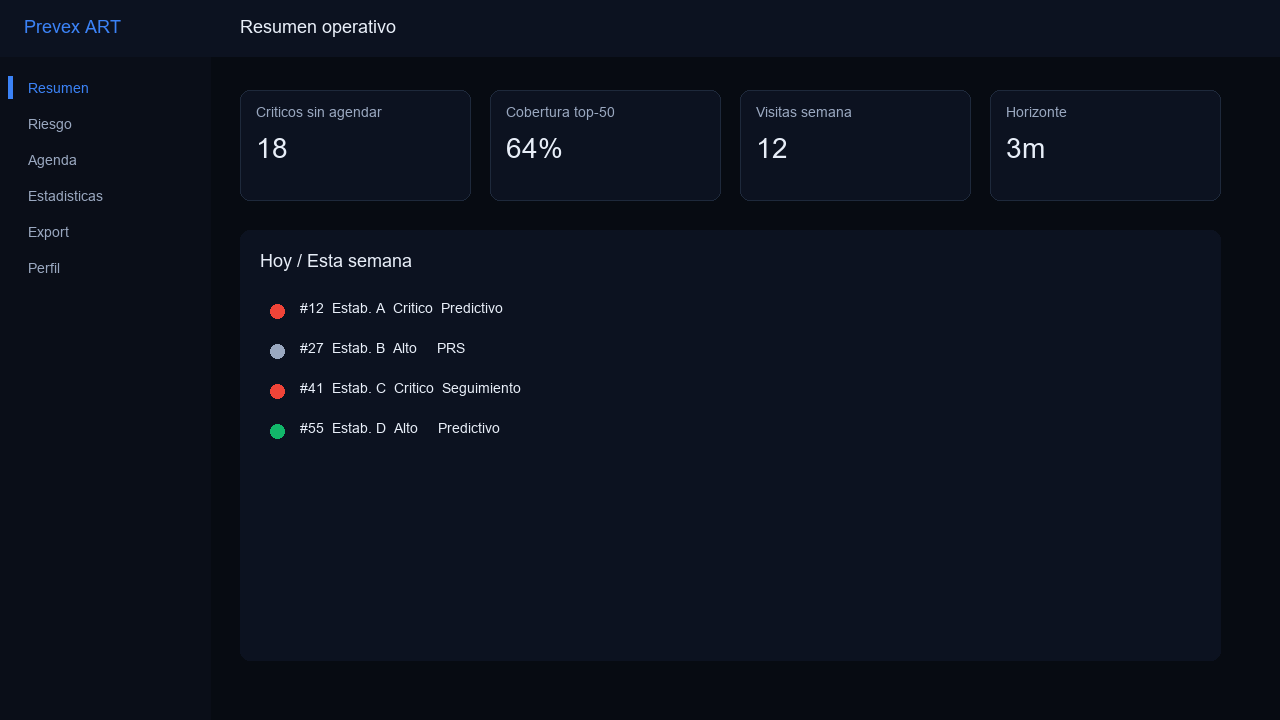 Prevex ART
Resumen operativo
Resumen
Riesgo
Agenda
Estadisticas
Export
Perfil
Criticos sin agendar
18
Cobertura top-50
64%
Visitas semana
12
Horizonte
3m
Hoy / Esta semana
#12 Estab. A Critico Predictivo
#27 Estab. B Alto PRS
#41 Estab. C Critico Seguimiento
#55 Estab. D Alto Predictivo